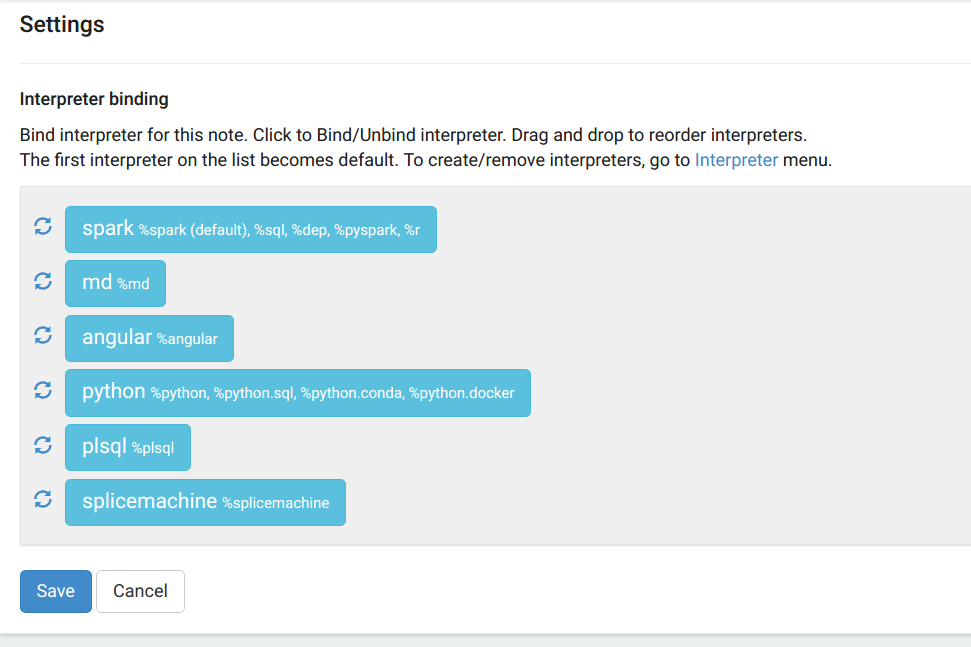 Settings
Interpreter binding
Bind interpreter for this note. Click to Bind/Unbind interpreter. Drag and drop to reorder interpreters.
The first interpreter on the list becomes default. To create/remove interpreters, go to Interpreter menu.
spark %spark (default), %sql, %dep, %pyspark, %r
md %md
angular %angular
python %python, %python.sql, %python.conda, %python.docker
plsql %plsql
splicemachine %splicemachine
Save Cancel